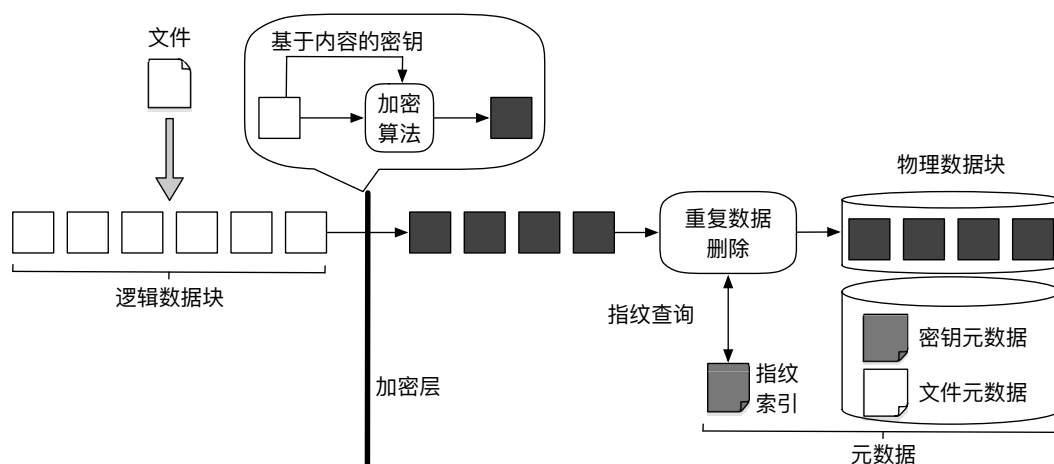 文件
基于内容的密钥
加密
算法
物理数据块
重复数据
删除
逻辑数据块
指纹查询
密钥元数据
加密层
指纹
索引
文件元数据
元数据